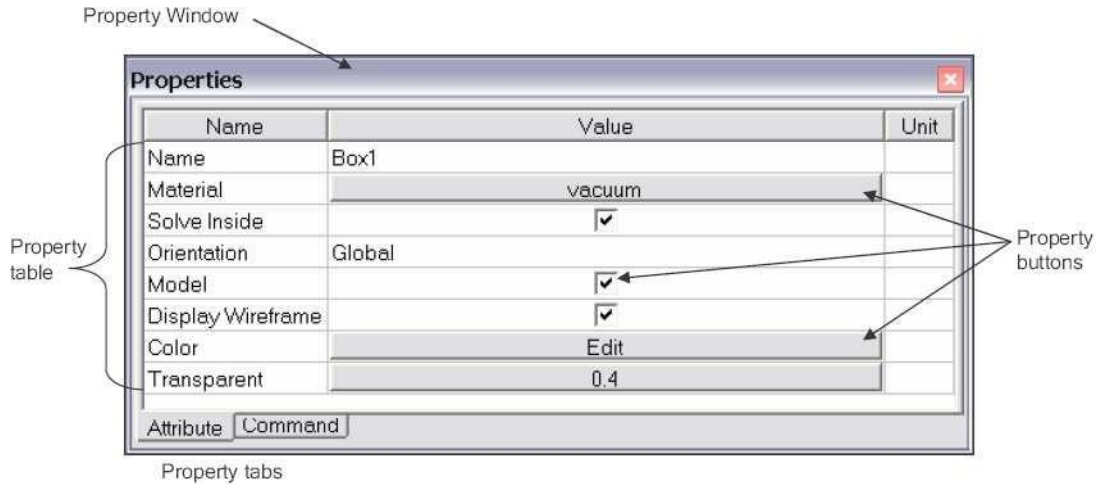 Property Window
Properties
Name Value Unit
Name Box1
Material vacuum
Solve Inside
Orientation Global
Model
Display Wireframe
Color Edit
Transparent 0.4
Attribute Command
Property table
Property buttons
Property tabs